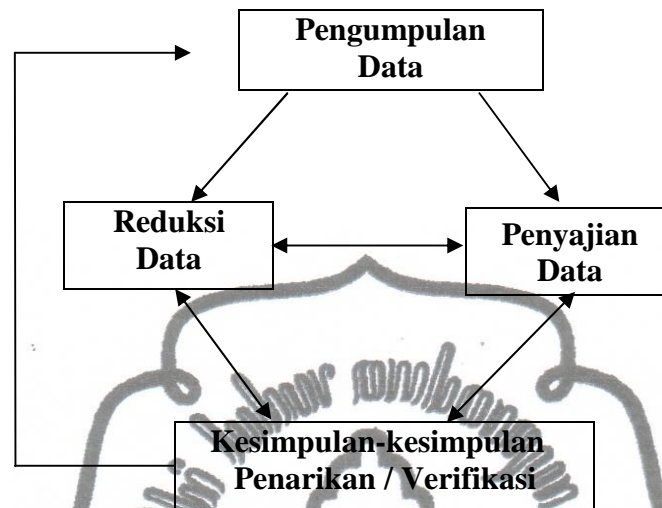 Pengumpulan
Data
Reduksi
Data
Penyajian
Data
Kesimpulan-kesimpulan
Penarikan / Verifikasi